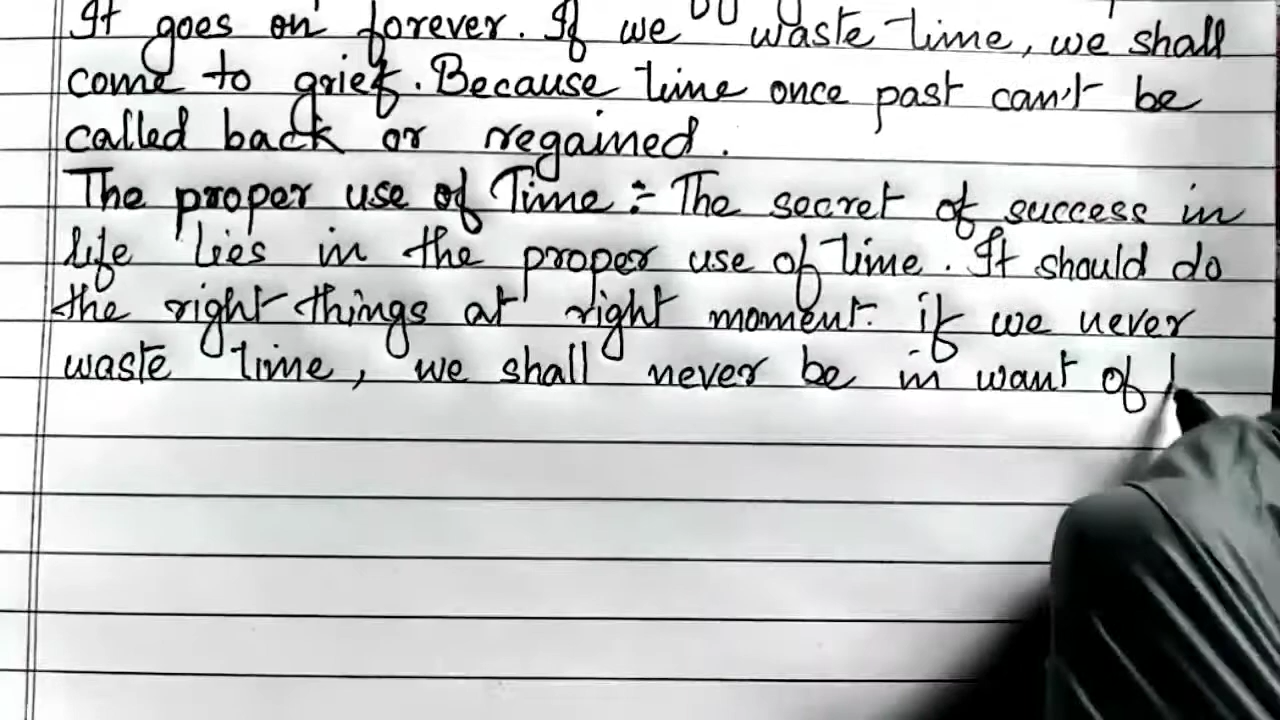 It goes on forever. If we waste time, we shall
come to grief. Because time once past can't be
called back or regained.
The proper use of Time :- The secret of success in
life lies in the proper use of time. It should do
the right things at right moment. if we never
waste time, we shall never be in want of